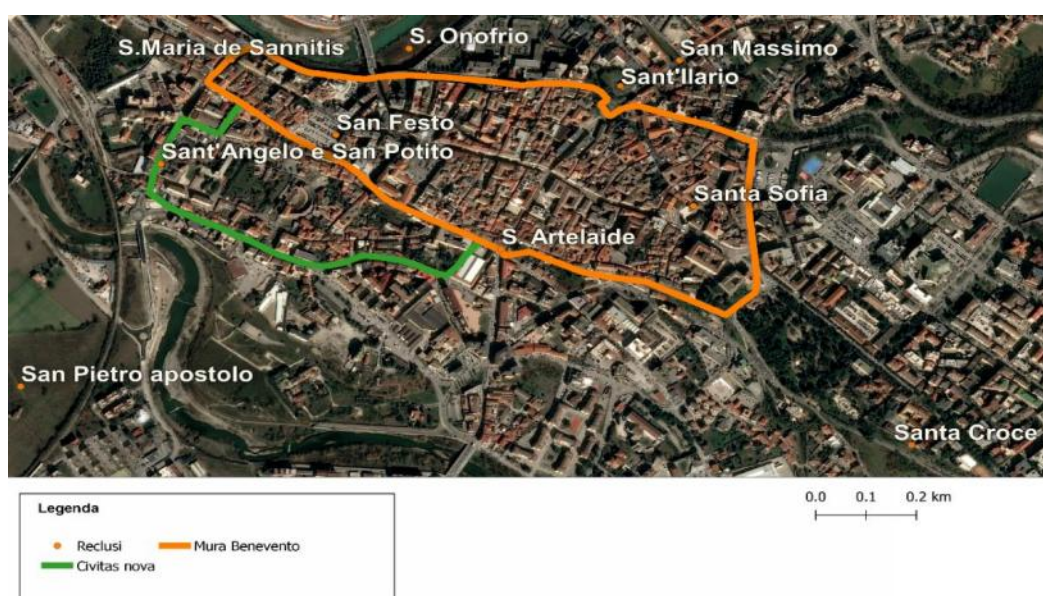 S.Maria de Sannitis
S. Onofrio
San Massimo
Sant'Ilario
San Festo
Sant'Angelo e San Potito
Santa Sofia
S. Artelaide
San Pietro apostolo
Santa Croce
0.0 0.1 0.2 km
Legenda
Reclusi Mura Benevento
Civitas nova